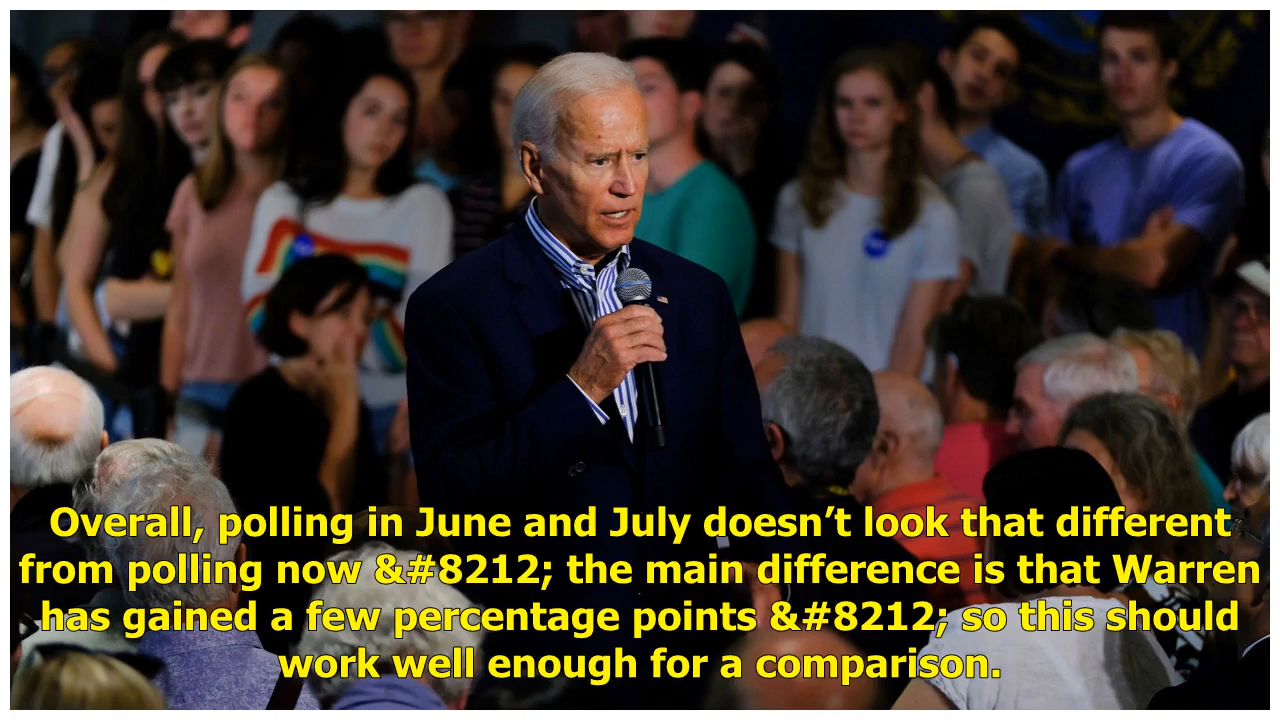 Overall, polling in June and July doesn’t look that different
from polling now &#8212; the main difference is that Warren
has gained a few percentage points &#8212; so this should
work well enough for a comparison.